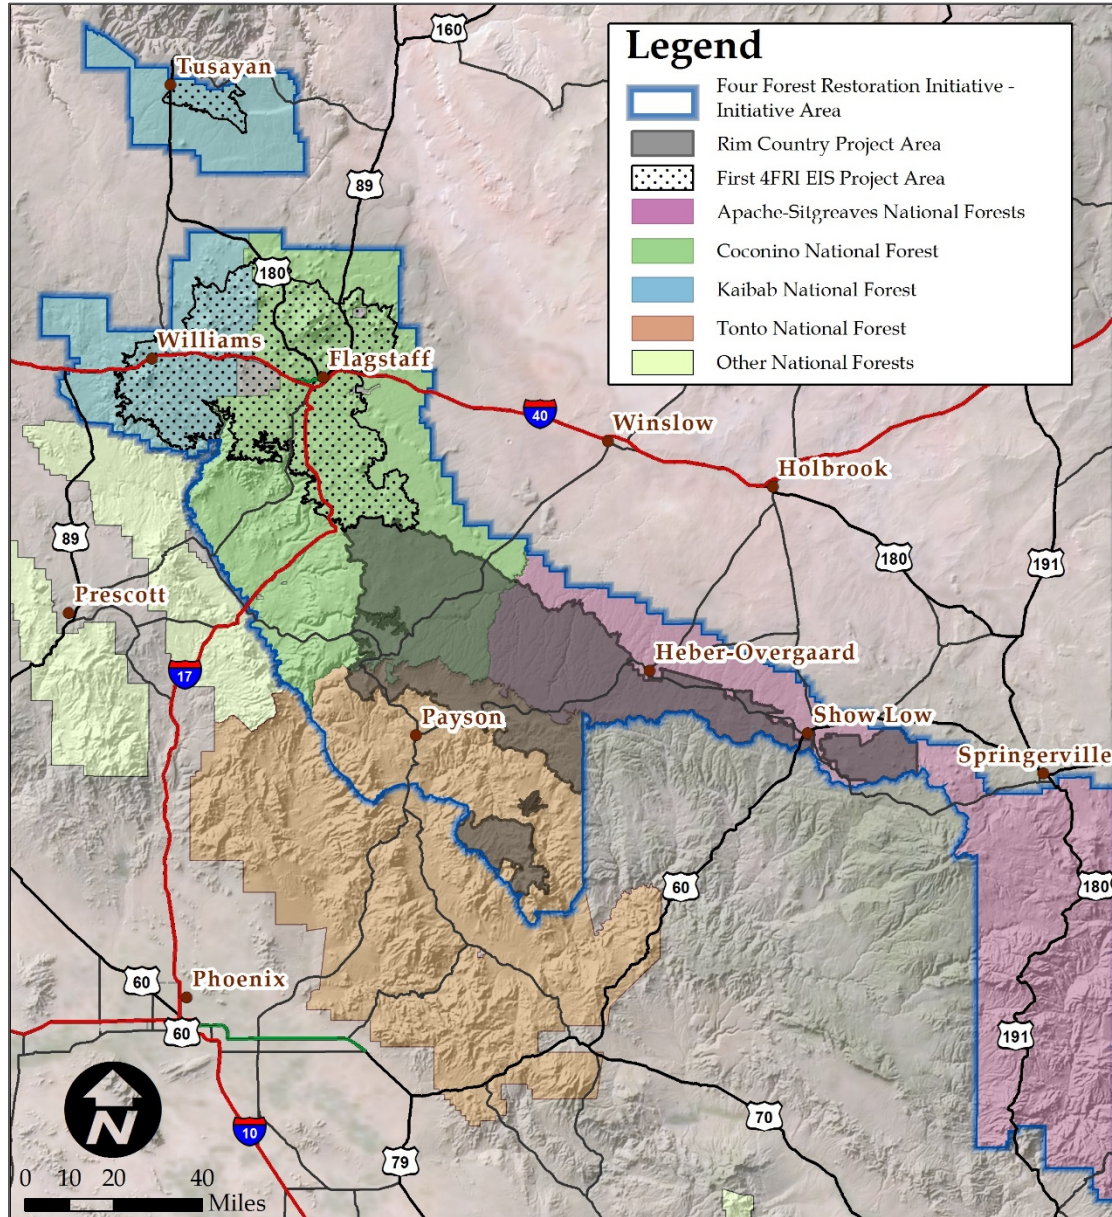 160
Legend
Tusayan
Four Forest Restoration Initiative -
Initiative Area
Rim Country Project Area
First 4FRI EIS Project Area
89
Apache-Sitgreaves National Forests
Coconino National Forest
180
Kaibab National Forest
Tonto National Forest
Williams
Flagstaff
Other National Forests
40
Winslow
Holbrook
89
180
191
Prescott
Heber-Overgaard
17
Payson
Show Low
Springerville
60
180
Phoenix
60
60
191
N
10
70
79
0 10 20 40
Miles